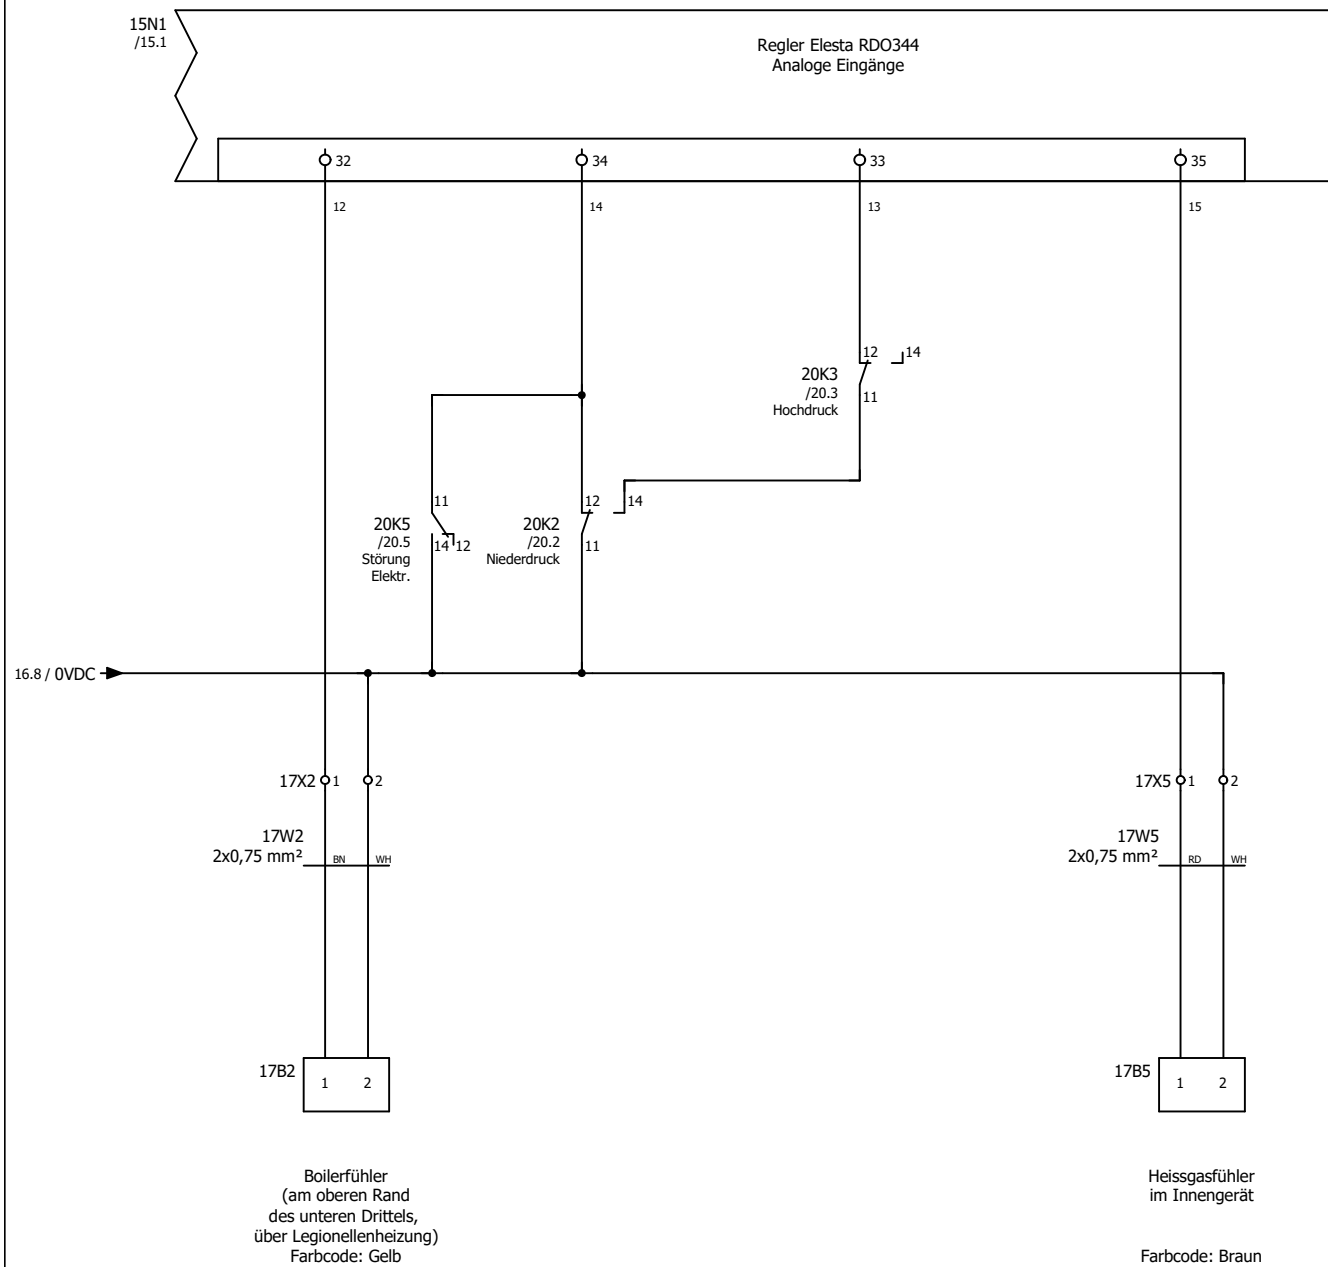 15N1
/15.1
Regler Elesta RDO344
Analoge Eingänge
32
34
33
35
12
14
13
15
20K3
/20.3
Hochdruck
12
14
11
20K5
/20.5
Störung
Elektr.
11
14
12
20K2
/20.2
Niederdruck
12
14
11
16.8 / 0VDC
17X2
1
2
17X5
1
2
17W2
2x0,75 mm²
BN
WH
17W5
2x0,75 mm²
RD
WH
17B2
1
2
17B5
1
2
Boilerfühler
(am oberen Rand
des unteren Drittels,
über Legionellenheizung)
Farbcode: Gelb
Heissgasfühler
im Innengerät
Farbcode: Braun